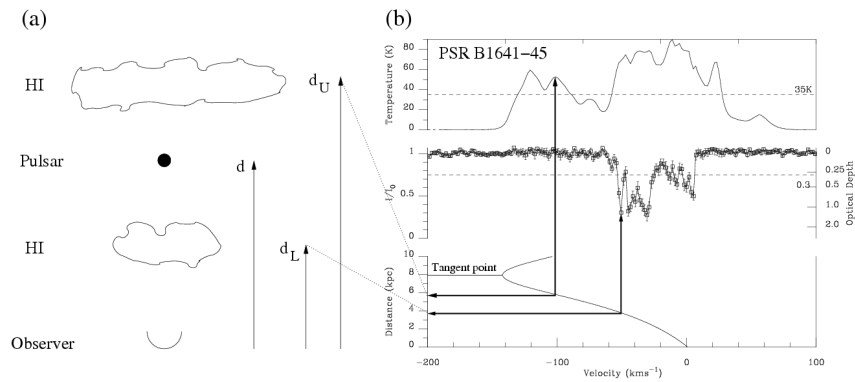 (a)
HI
d_U
Pulsar
d
HI
d_L
Observer
(b)
PSR B1641−45
Temperature (K)
80
60
40
20
0
35K
I/I_0
1
0.5
0
0
0.25
0.3
0.5
1.0
2.0
Optical Depth
Tangent point
Distance (kpc)
10
8
6
4
2
0
-200
-100
0
100
Velocity (kms⁻¹)